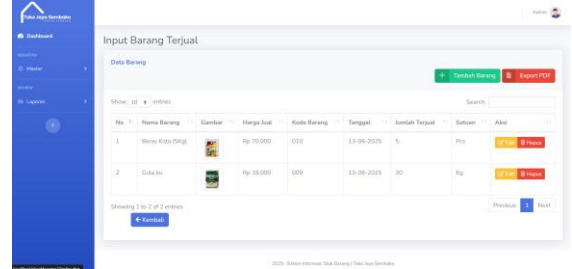 Toko Jaya Sembako
Admin
Dashboard
Input Barang Terjual
Master
Laporan
Data Barang
+ Tambah Barang
Export PDF
Show 10 entries
Search:
No Nama Barang Gambar Harga Jual Kode Barang Tanggal Jumlah Terjual Satuan Aksi
1 Beras Kota (5Kg) Rp 70.000 010 13-06-2025 5 Pcs Edit Hapus
2 Gula ku Rp 18.000 009 13-06-2025 30 Kg Edit Hapus
Showing 1 to 2 of 2 entries
Previous 1 Next
Kembali
2025- Sistem Informasi Stok Barang | Toko Jaya Sembako